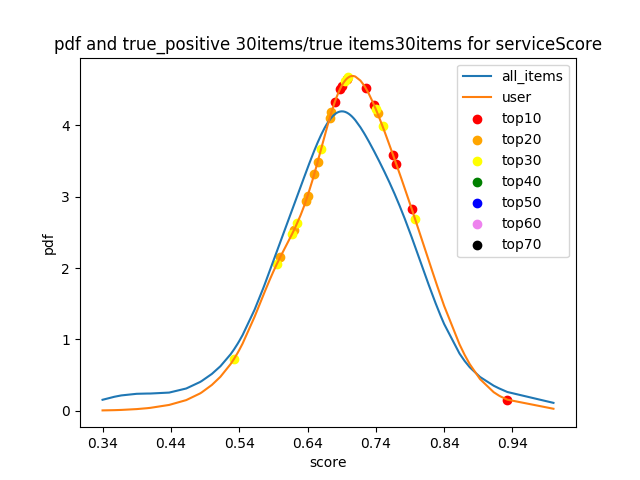 pdf and true_positive 30items/true items30items for serviceScore
all_items
user
top10
top20
top30
top40
top50
top60
top70
pdf
4
3
2
1
0
0.34 0.44 0.54 0.64 0.74 0.84 0.94
score